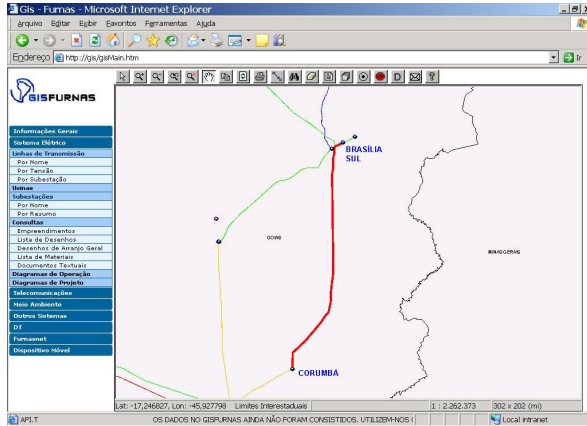 Gis - Furnas - Microsoft Internet Explorer
Arquivo Editar Exibir Favoritos Ferramentas Ajuda
Endereço http://gis/gisMain.htm Ir
GISFURNAS
Informações Gerais
Sistema Elétrico
Linhas de Transmissão
Por Nome
Por Tensão
Por Subestação
Usinas
Subestações
Por Nome
Por Resumo
Consultas
Empreendimentos
Lista de Desenhos
Desenhos de Arranjo Geral
Lista de Materiais
Documentos Textuais
Diagramas de Operação
Diagramas de Projeto
Telecomunicações
Meio Ambiente
Outros Sistemas
DT
Furnasnet
Dispositivo Móvel
D
?
BRASÍLIA
SUL
GOIAS
MINAS GERAIS
CORUMBÁ
Lat: -17,246827, Lon: -45,927798 Limites Interestaduais 1 : 2.262.373 302 x 202 (mi)
API.T OS DADOS NO GISFURNAS AINDA NÃO FORAM CONSISTIDOS. UTILIZEM-NOS ( Local intranet